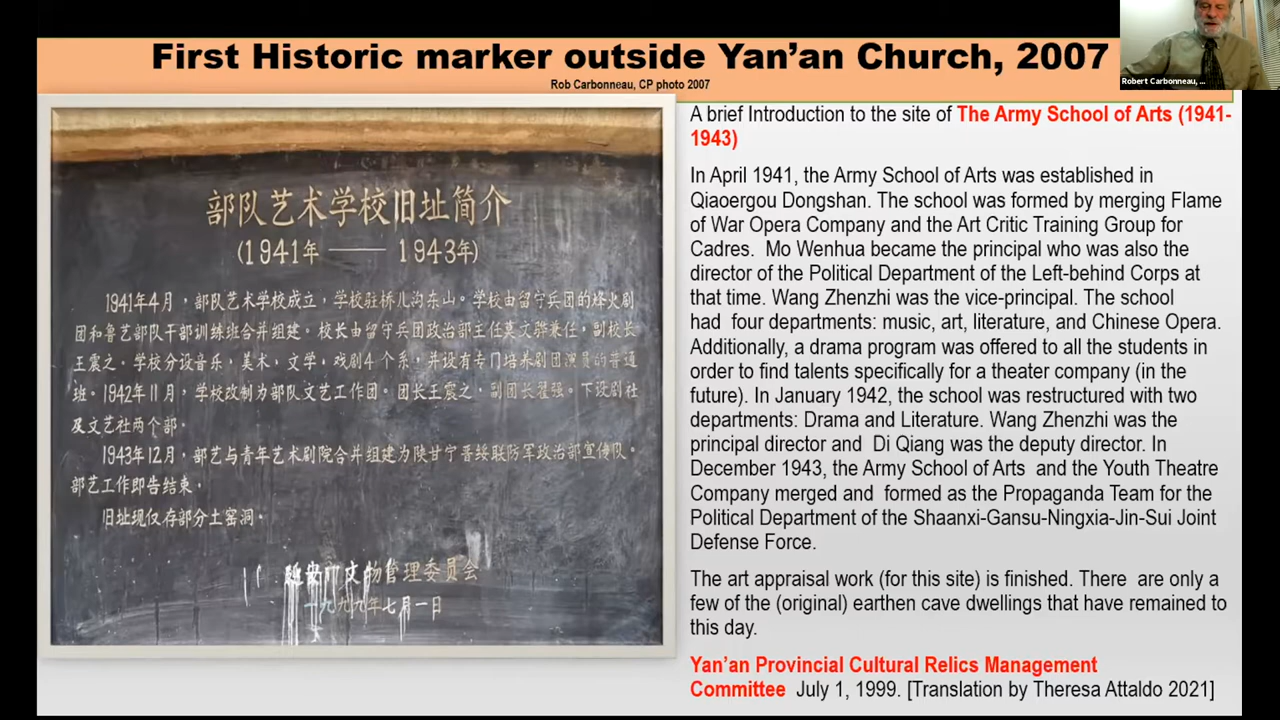 First Historic marker outside Yan’an Church, 2007
Rob Carbonneau, CP photo 2007
Robert Carbonneau, ...
部队艺术学校旧址简介
(1941年 —— 1943年)
1941年4月，部队艺术学校成立，学校驻桥儿沟东山。学校由留守兵团的烽火剧
团和鲁艺部队干部训练班合并组建。校长由留守兵团政治部主任莫文骅兼任，副校长
王震之。学校分设音乐，美术，文学，戏剧4个系，并设有专门培养剧团演员的普通
班。1942年11月，学校改制为部队文艺工作团。团长王震之，副团长翟强。下设剧社
及文艺社两个部。
1943年12月，部艺与青年艺术剧院合并组建为陕甘宁晋绥联防军政治部宣传队。
部艺工作即告结束。
旧址现仅存部分土窑洞。
文物管理委员会
一九九九年七月一日
A brief Introduction to the site of The Army School of Arts (1941-
1943)
In April 1941, the Army School of Arts was established in
Qiaoergou Dongshan. The school was formed by merging Flame
of War Opera Company and the Art Critic Training Group for
Cadres. Mo Wenhua became the principal who was also the
director of the Political Department of the Left-behind Corps at
that time. Wang Zhenzhi was the vice-principal. The school
had four departments: music, art, literature, and Chinese Opera.
Additionally, a drama program was offered to all the students in
order to find talents specifically for a theater company (in the
future). In January 1942, the school was restructured with two
departments: Drama and Literature. Wang Zhenzhi was the
principal director and Di Qiang was the deputy director. In
December 1943, the Army School of Arts and the Youth Theatre
Company merged and formed as the Propaganda Team for the
Political Department of the Shaanxi-Gansu-Ningxia-Jin-Sui Joint
Defense Force.
The art appraisal work (for this site) is finished. There are only a
few of the (original) earthen cave dwellings that have remained to
this day.
Yan’an Provincial Cultural Relics Management
Committee July 1, 1999. [Translation by Theresa Attaldo 2021]